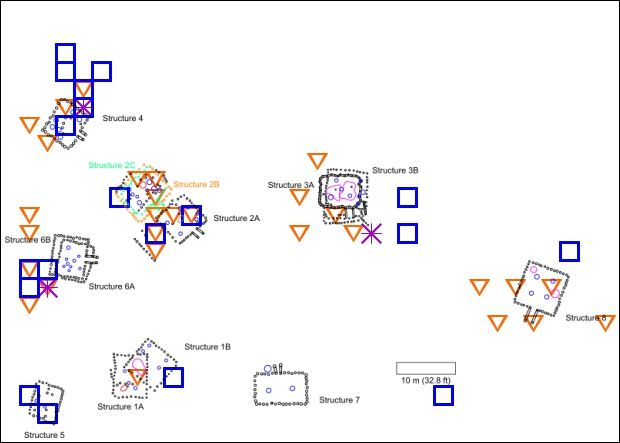 Structure 4
Structure 2C
Structure 3B
Structure 2B
Structure 3A
Structure 2A
Structure 6B
Structure 6A
Structure 8
Structure 1B
10 m (32.8 ft)
Structure 7
Structure 1A
Structure 5